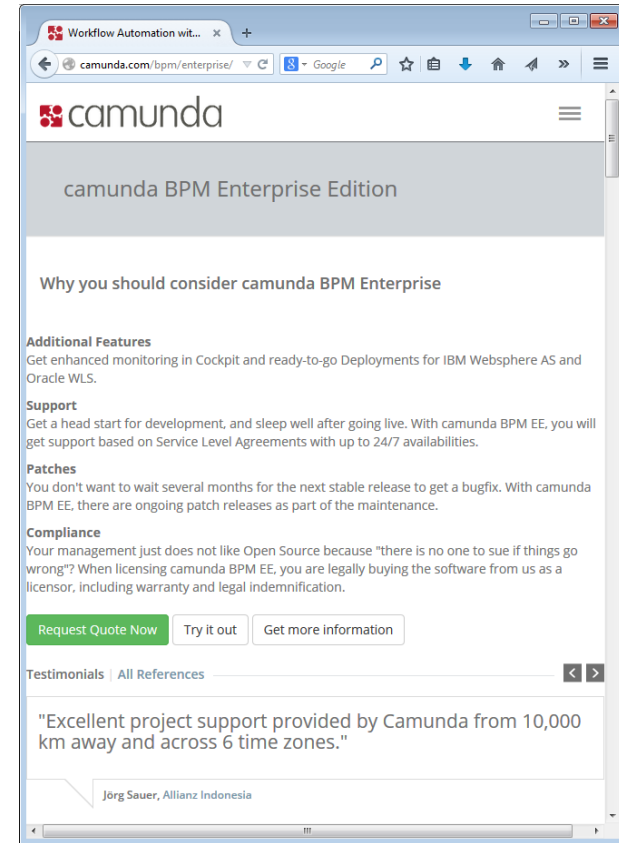 Workflow Automation wit...
camunda.com/bpm/enterprise/
8 - Google
camunda
camunda BPM Enterprise Edition
Why you should consider camunda BPM Enterprise
Additional Features
Get enhanced monitoring in Cockpit and ready-to-go Deployments for IBM Websphere AS and
Oracle WLS.
Support
Get a head start for development, and sleep well after going live. With camunda BPM EE, you will
get support based on Service Level Agreements with up to 24/7 availabilities.
Patches
You don't want to wait several months for the next stable release to get a bugfix. With camunda
BPM EE, there are ongoing patch releases as part of the maintenance.
Compliance
Your management just does not like Open Source because "there is no one to sue if things go
wrong"? When licensing camunda BPM EE, you are legally buying the software from us as a
licensor, including warranty and legal indemnification.
Request Quote Now Try it out Get more information
Testimonials | All References
"Excellent project support provided by Camunda from 10,000
km away and across 6 time zones."
Jörg Sauer, Allianz Indonesia